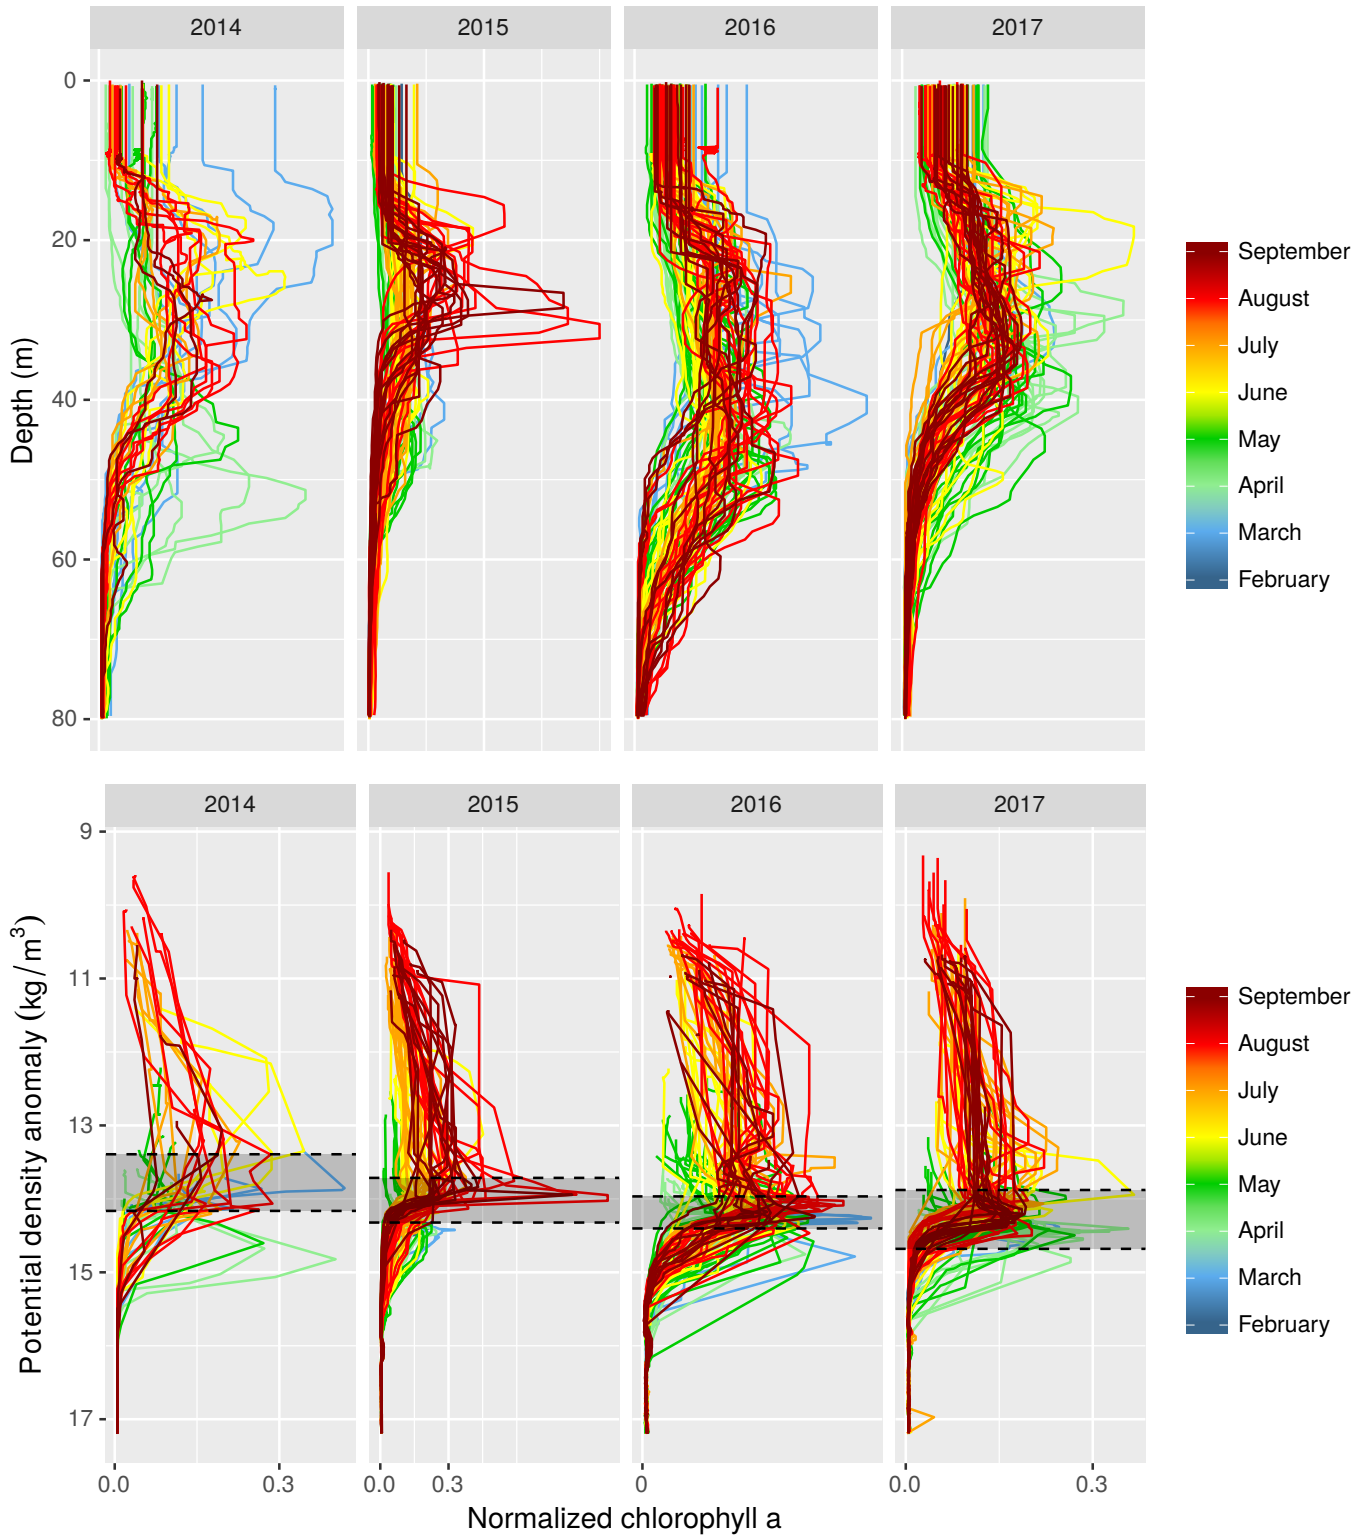 2014 2015 2016 2017
0
20
40
60
80
Depth (m)
September
August
July
June
May
April
March
February
2014 2015 2016 2017
9
11
13
15
17
Potential density anomaly (kg/m³)
September
August
July
June
May
April
March
February
0.0 0.3 0.0 0.3 0 0.0 0.3
Normalized chlorophyll a